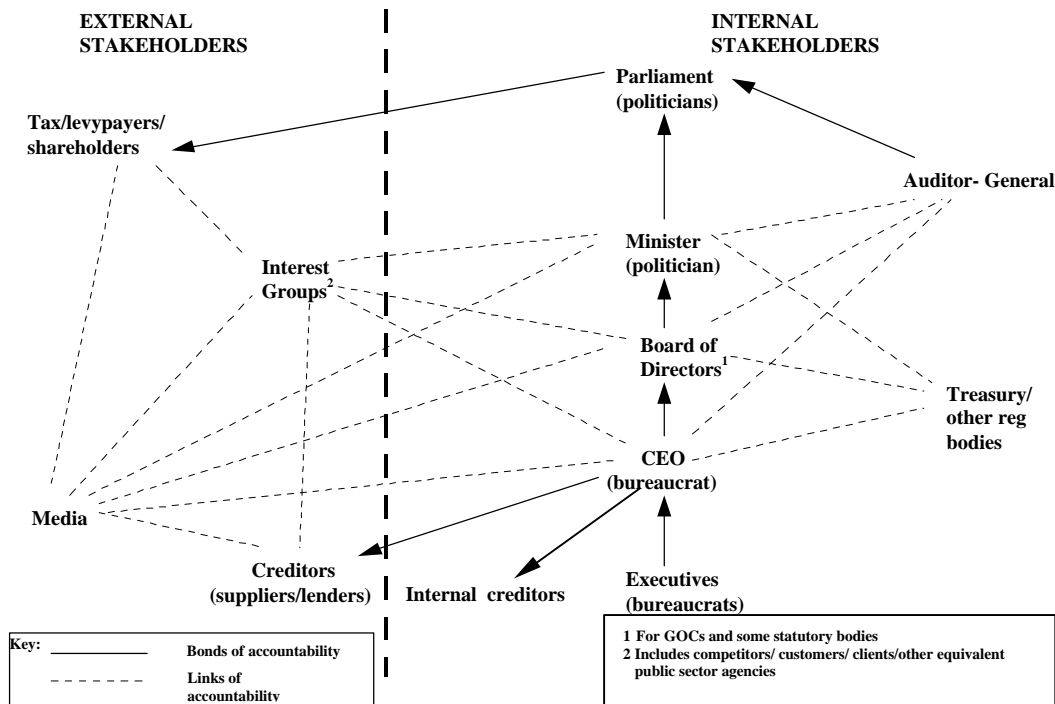 EXTERNAL
STAKEHOLDERS
INTERNAL
STAKEHOLDERS
Parliament
(politicians)
Tax/levypayers/
shareholders
Auditor- General
Minister
(politician)
Interest
Groups2
Board of
Directors1
Treasury/
other reg
bodies
CEO
(bureaucrat)
Media
Creditors
(suppliers/lenders)
Internal creditors
Executives
(bureaucrats)
Key:
Bonds of accountability
Links of
accountability
1 For GOCs and some statutory bodies
2 Includes competitors/ customers/ clients/other equivalent
public sector agencies